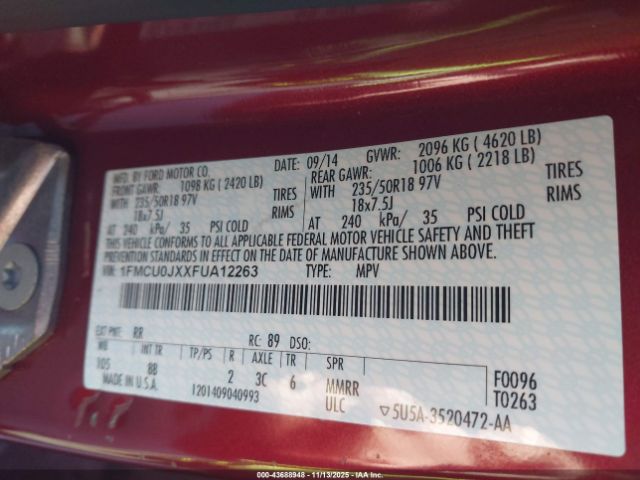 MFD. BY FORD MOTOR CO.
DATE: 09/14 GVWR: 2096 KG ( 4620 LB)
FRONT GAWR: 1098 KG ( 2420 LB) REAR GAWR: 1006 KG ( 2218 LB)
WITH 235/50R18 97V TIRES WITH 235/50R18 97V TIRES
18x7.5J RIMS 18x7.5J RIMS
AT 240 kPa/ 35 PSI COLD AT 240 kPa/ 35 PSI COLD
THIS VEHICLE CONFORMS TO ALL APPLICABLE FEDERAL MOTOR VEHICLE SAFETY AND THEFT
PREVENTION STANDARDS IN EFFECT ON THE DATE OF MANUFACTURE SHOWN ABOVE.
VIN: 1FMCU0JXXFUA12263 TYPE: MPV
EXT PNT: RR RC: 89 DSO:
WB INT TR TP/PS R AXLE TR SPR
105 8B 2 3C 6 MMRR F0096
MADE IN U.S.A. 1201409040993 ULC T0263
▽5U5A-3520472-AA
000-43688948 - 11/13/2025 - IAAI.COM